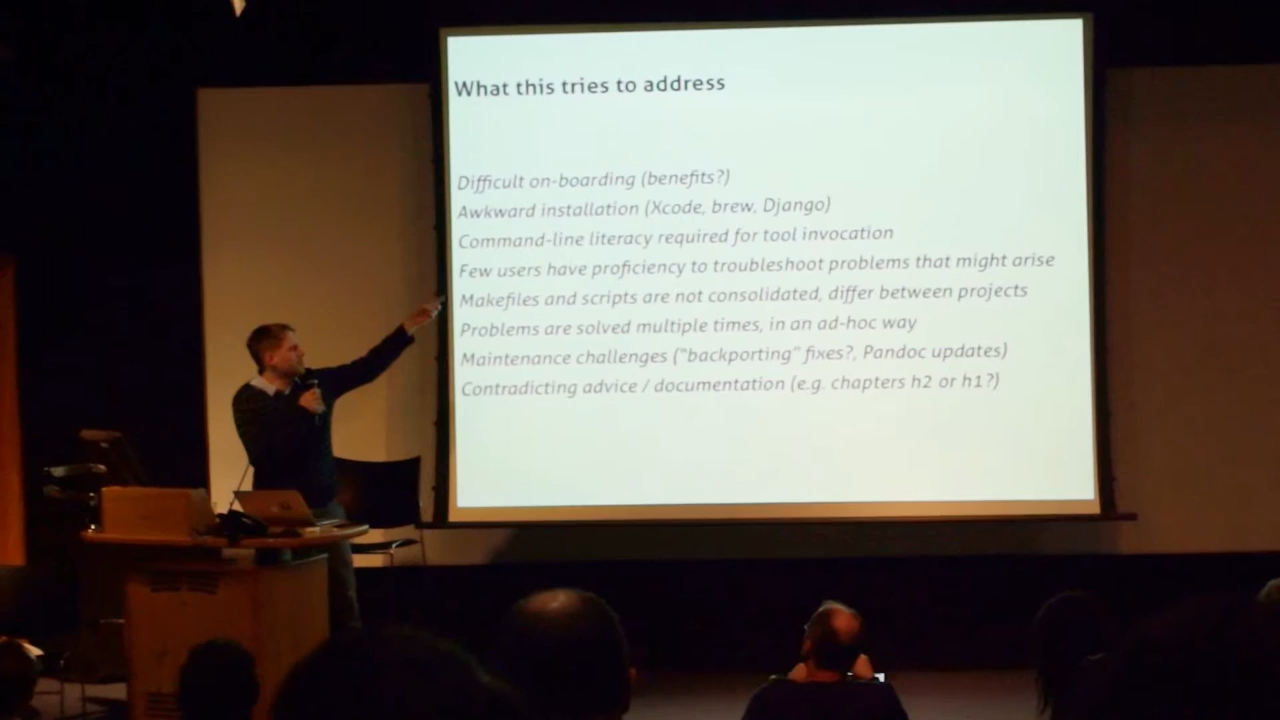 What this tries to address
Difficult on-boarding (benefits?)
Awkward installation (Xcode, brew, Django)
Command-line literacy required for tool invocation
Few users have proficiency to troubleshoot problems that might arise
Makefiles and scripts are not consolidated, differ between projects
Problems are solved multiple times, in an ad-hoc way
Maintenance challenges ("backporting" fixes?, Pandoc updates)
Contradicting advice / documentation (e.g. chapters h2 or h1?)